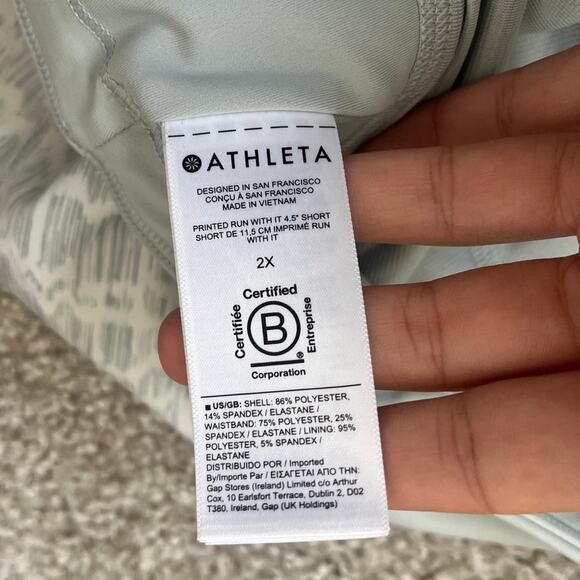 ATHLETA
DESIGNED IN SAN FRANCISCO
CONÇU À SAN FRANCISCO
MADE IN VIETNAM
PRINTED RUN WITH IT 4.5" SHORT
SHORT DE 11,5 CM IMPRIMÉ RUN
WITH IT
2X
Certified
Certifiée
B
Entreprise
®
Corporation
■ US/GB: SHELL: 86% POLYESTER,
14% SPANDEX / ELASTANE /
WAISTBAND: 75% POLYESTER, 25%
SPANDEX / ELASTANE / LINING: 95%
POLYESTER, 5% SPANDEX /
ELASTANE
DISTRIBUIDO POR / Imported
By/Importe Par / ΕΙΣΑΓΕΤΑΙ ΑΠΟ ΤΗΝ:
Gap Stores (Ireland) Limited c/o Arthur
Cox, 10 Earlsfort Terrace, Dublin 2, D02
T380, Ireland, Gap (UK Holdings)